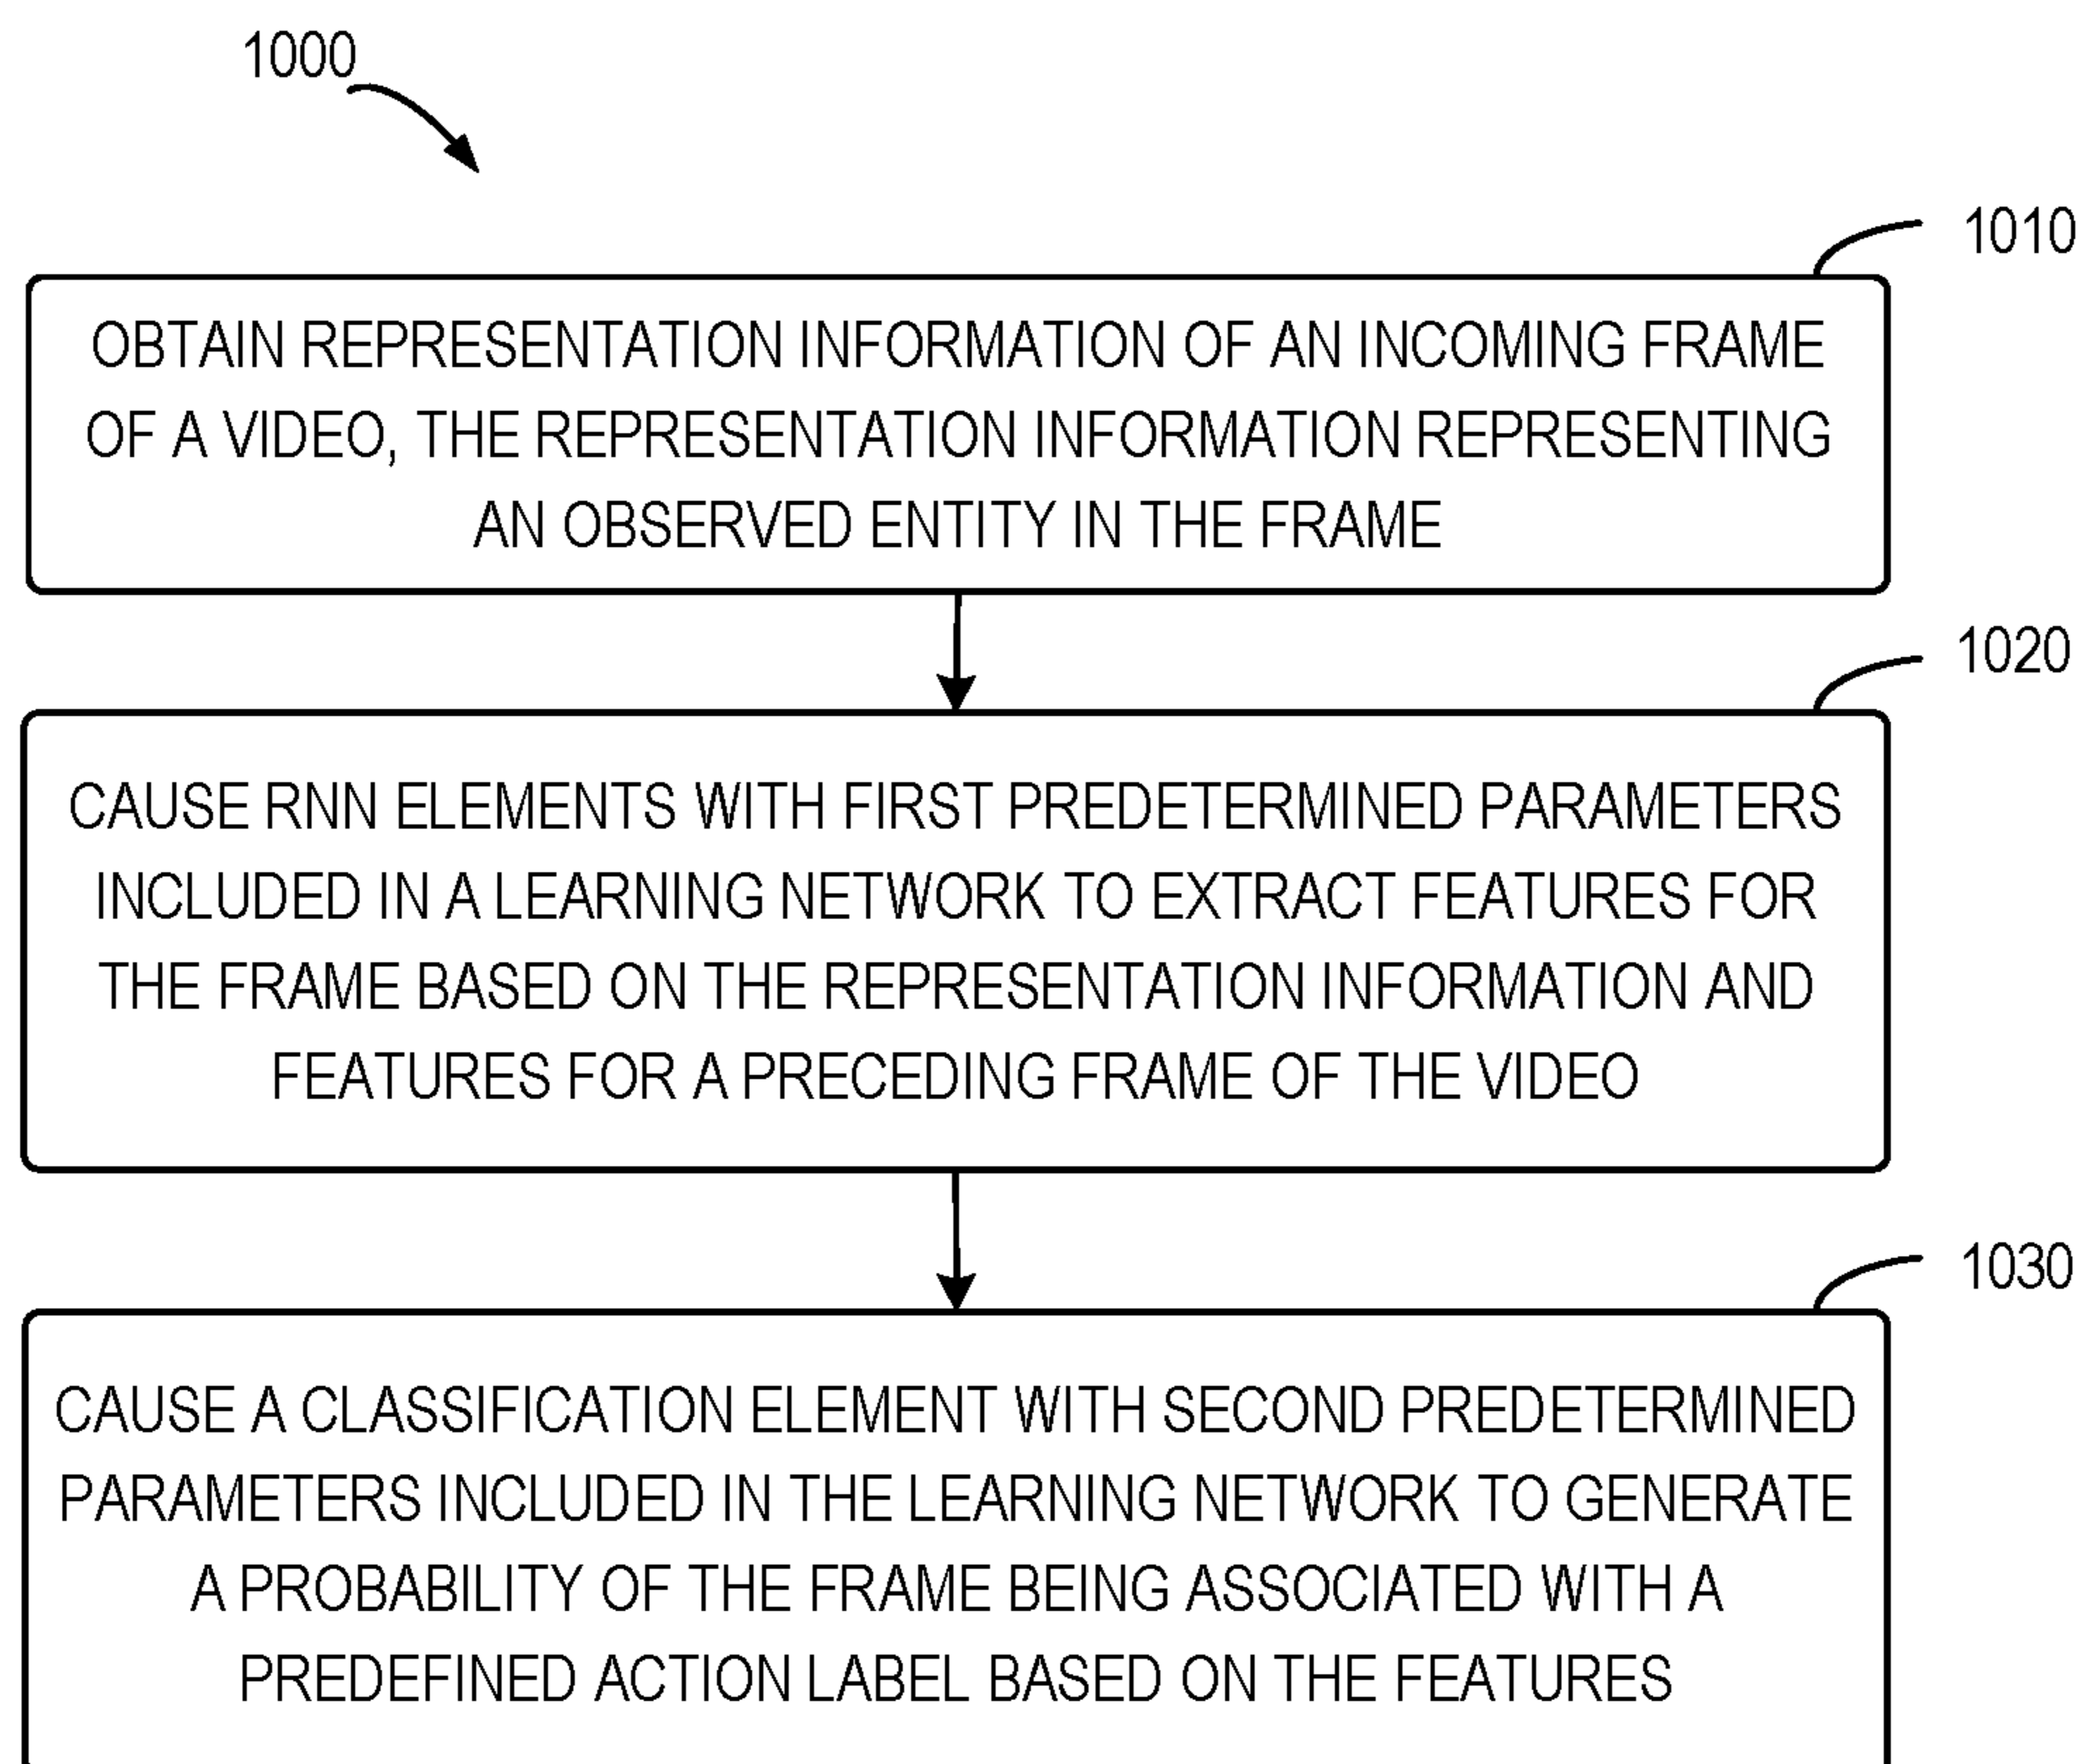 1000
1010
OBTAIN REPRESENTATION INFORMATION OF AN INCOMING FRAME
OF A VIDEO, THE REPRESENTATION INFORMATION REPRESENTING
AN OBSERVED ENTITY IN THE FRAME
1020
CAUSE RNN ELEMENTS WITH FIRST PREDETERMINED PARAMETERS
INCLUDED IN A LEARNING NETWORK TO EXTRACT FEATURES FOR
THE FRAME BASED ON THE REPRESENTATION INFORMATION AND
FEATURES FOR A PRECEDING FRAME OF THE VIDEO
1030
CAUSE A CLASSIFICATION ELEMENT WITH SECOND PREDETERMINED
PARAMETERS INCLUDED IN THE LEARNING NETWORK TO GENERATE
A PROBABILITY OF THE FRAME BEING ASSOCIATED WITH A
PREDEFINED ACTION LABEL BASED ON THE FEATURES